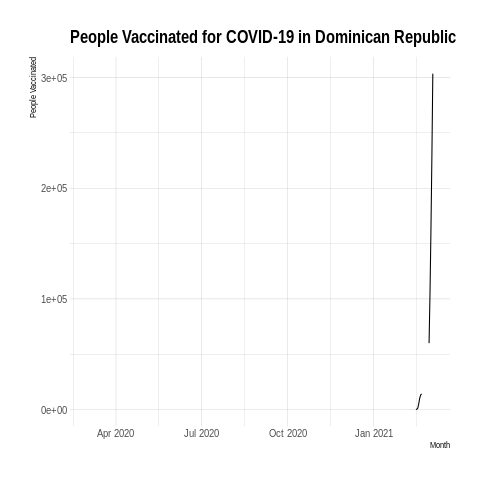 People Vaccinated for COVID-19 in Dominican Republic
People Vaccinated
3e+05
2e+05
1e+05
0e+00
Apr 2020 Jul 2020 Oct 2020 Jan 2021
Month